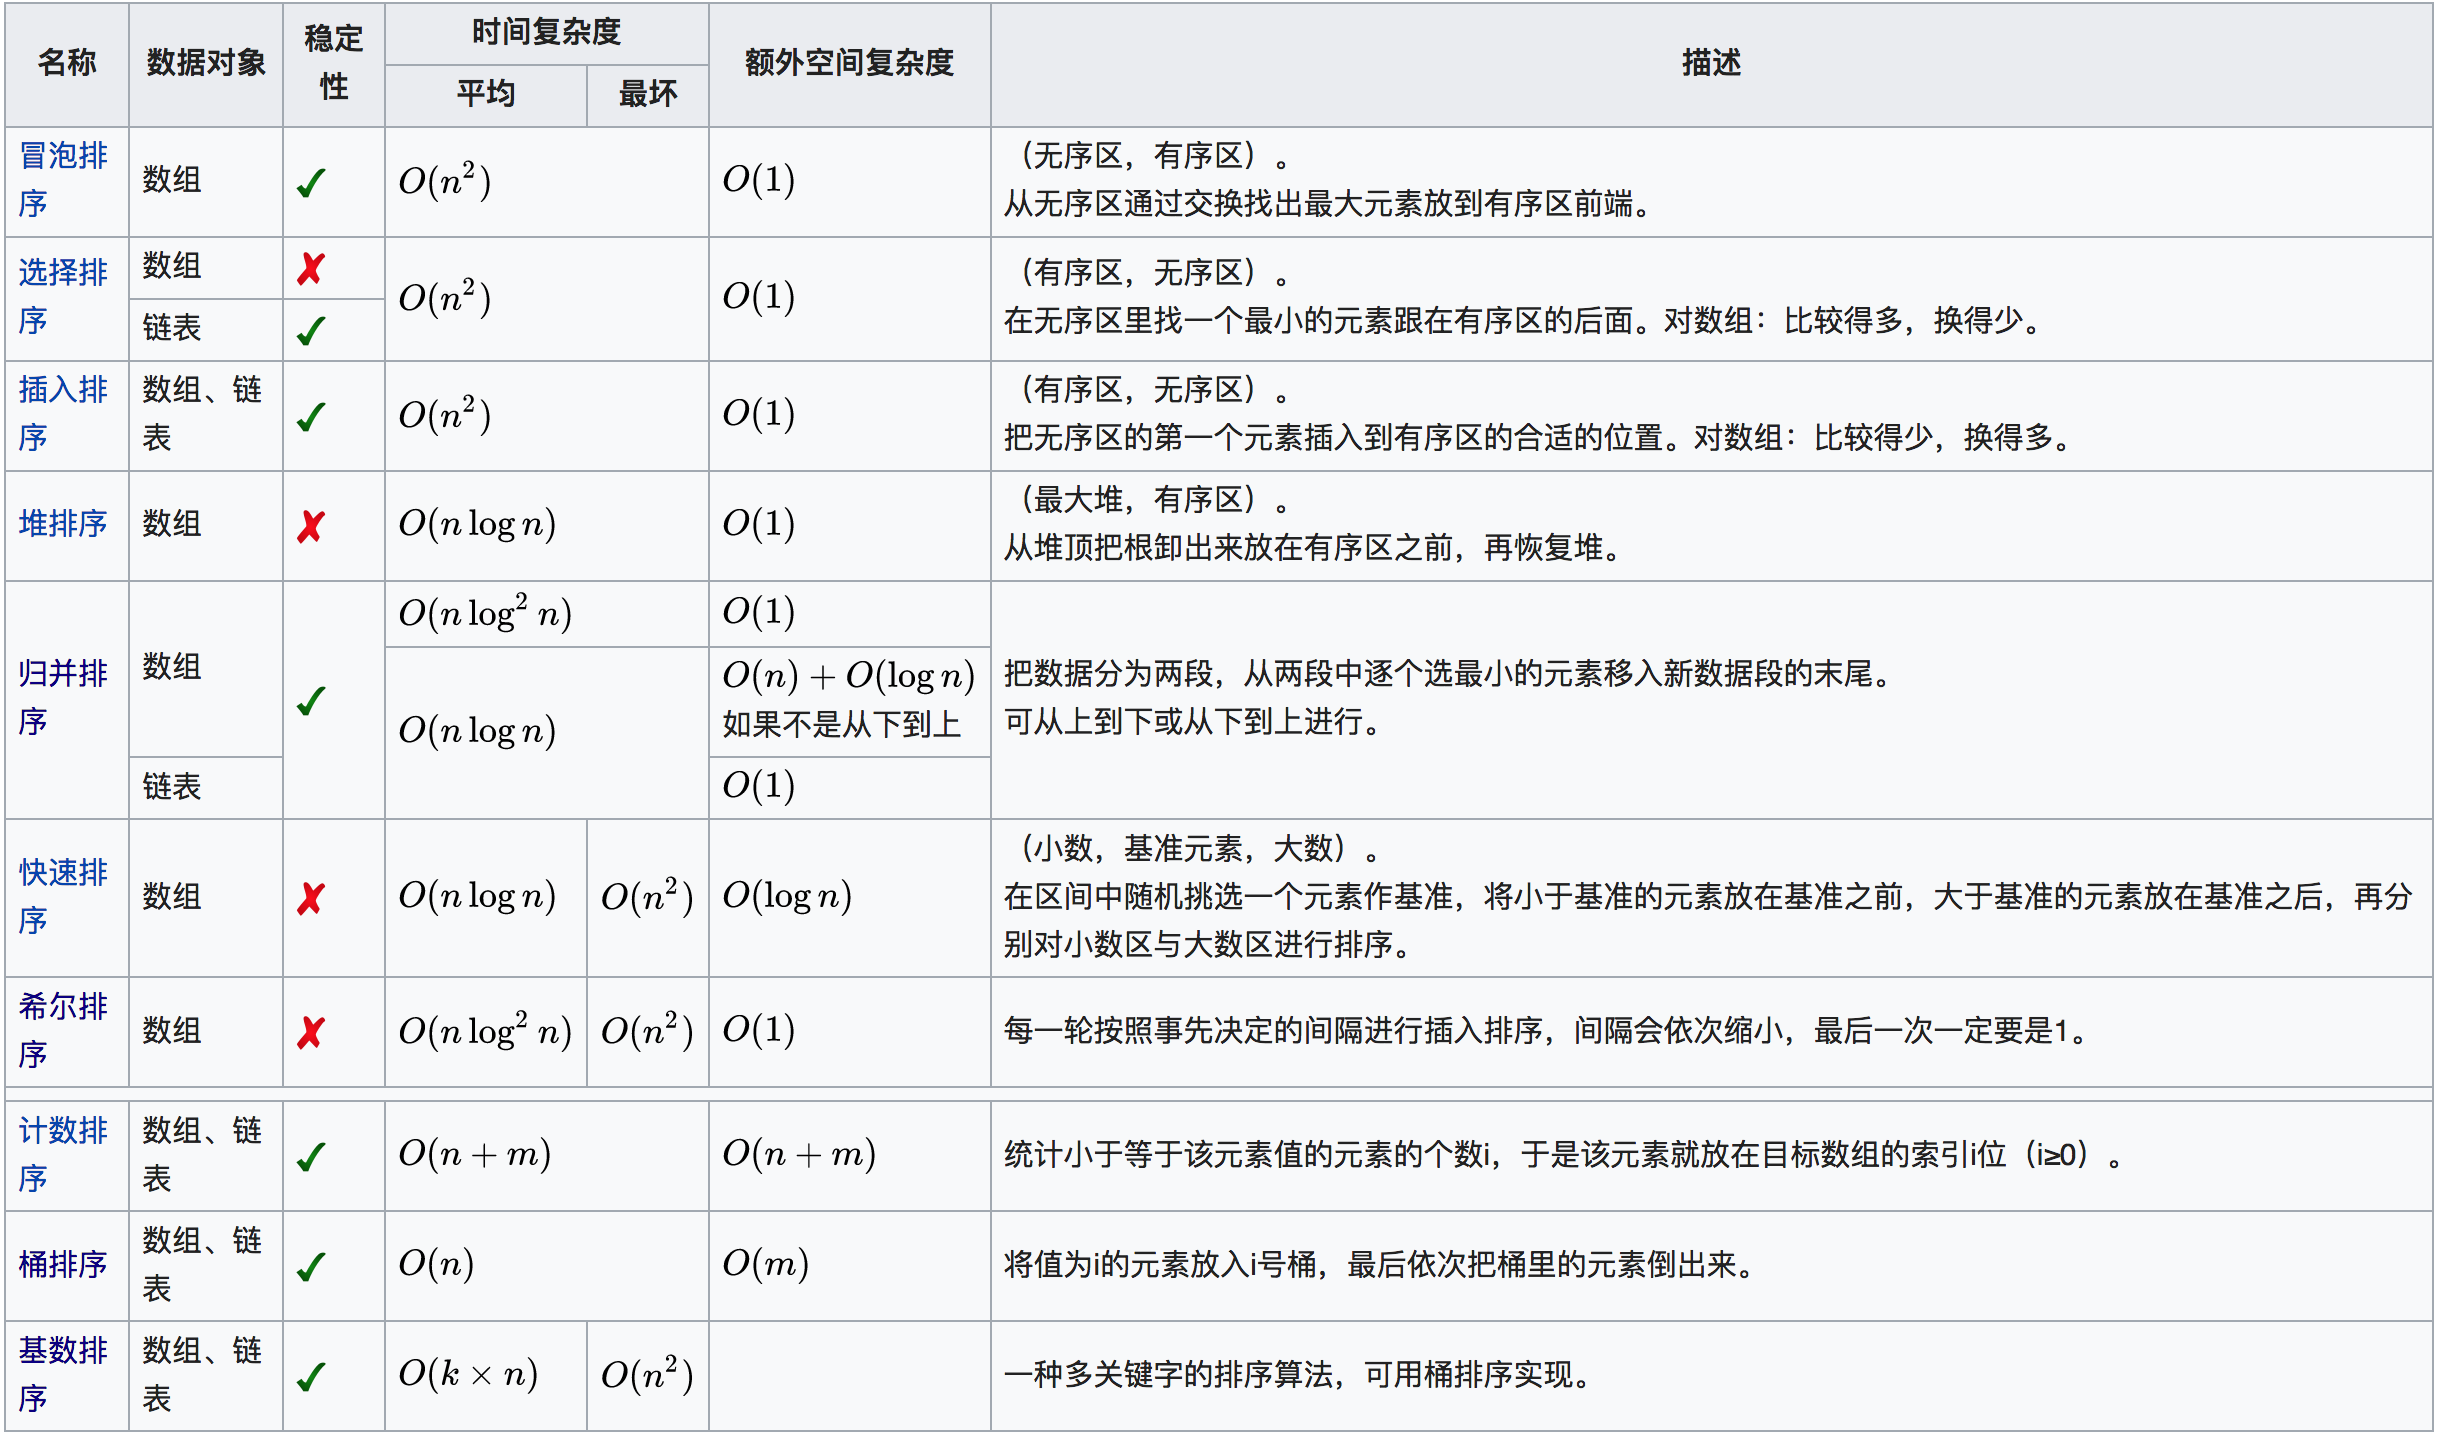 名称
数据对象
稳定
性
时间复杂度
平均
最坏
额外空间复杂度
描述
冒泡排
序
数组
✓
O(n²)
O(1)
（无序区，有序区）。
从无序区通过交换找出最大元素放到有序区前端。
选择排
序
数组
✗
链表
✓
O(n²)
O(1)
（有序区，无序区）。
在无序区里找一个最小的元素跟在有序区的后面。对数组：比较得多，换得少。
插入排
序
数组、链
表
✓
O(n²)
O(1)
（有序区，无序区）。
把无序区的第一个元素插入到有序区的合适的位置。对数组：比较得少，换得多。
堆排序
数组
✗
O(n log n)
O(1)
（最大堆，有序区）。
从堆顶把根卸出来放在有序区之前，再恢复堆。
归并排
序
数组
链表
✓
O(n log² n)
O(1)
O(n log n)
O(n) + O(log n)
如果不是从下到上
O(1)
把数据分为两段，从两段中逐个选最小的元素移入新数据段的末尾。
可从上到下或从下到上进行。
快速排
序
数组
✗
O(n log n)
O(n²)
O(log n)
（小数，基准元素，大数）。
在区间中随机挑选一个元素作基准，将小于基准的元素放在基准之前，大于基准的元素放在基准之后，再分
别对小数区与大数区进行排序。
希尔排
序
数组
✗
O(n log² n)
O(n²)
O(1)
每一轮按照事先决定的间隔进行插入排序，间隔会依次缩小，最后一次一定要是1。
计数排
序
数组、链
表
✓
O(n + m)
O(n + m)
统计小于等于该元素值的元素的个数i，于是该元素就放在目标数组的索引i位（i≥0）。
桶排序
数组、链
表
✓
O(n)
O(m)
将值为i的元素放入i号桶，最后依次把桶里的元素倒出来。
基数排
序
数组、链
表
✓
O(k × n)
O(n²)
一种多关键字的排序算法，可用桶排序实现。